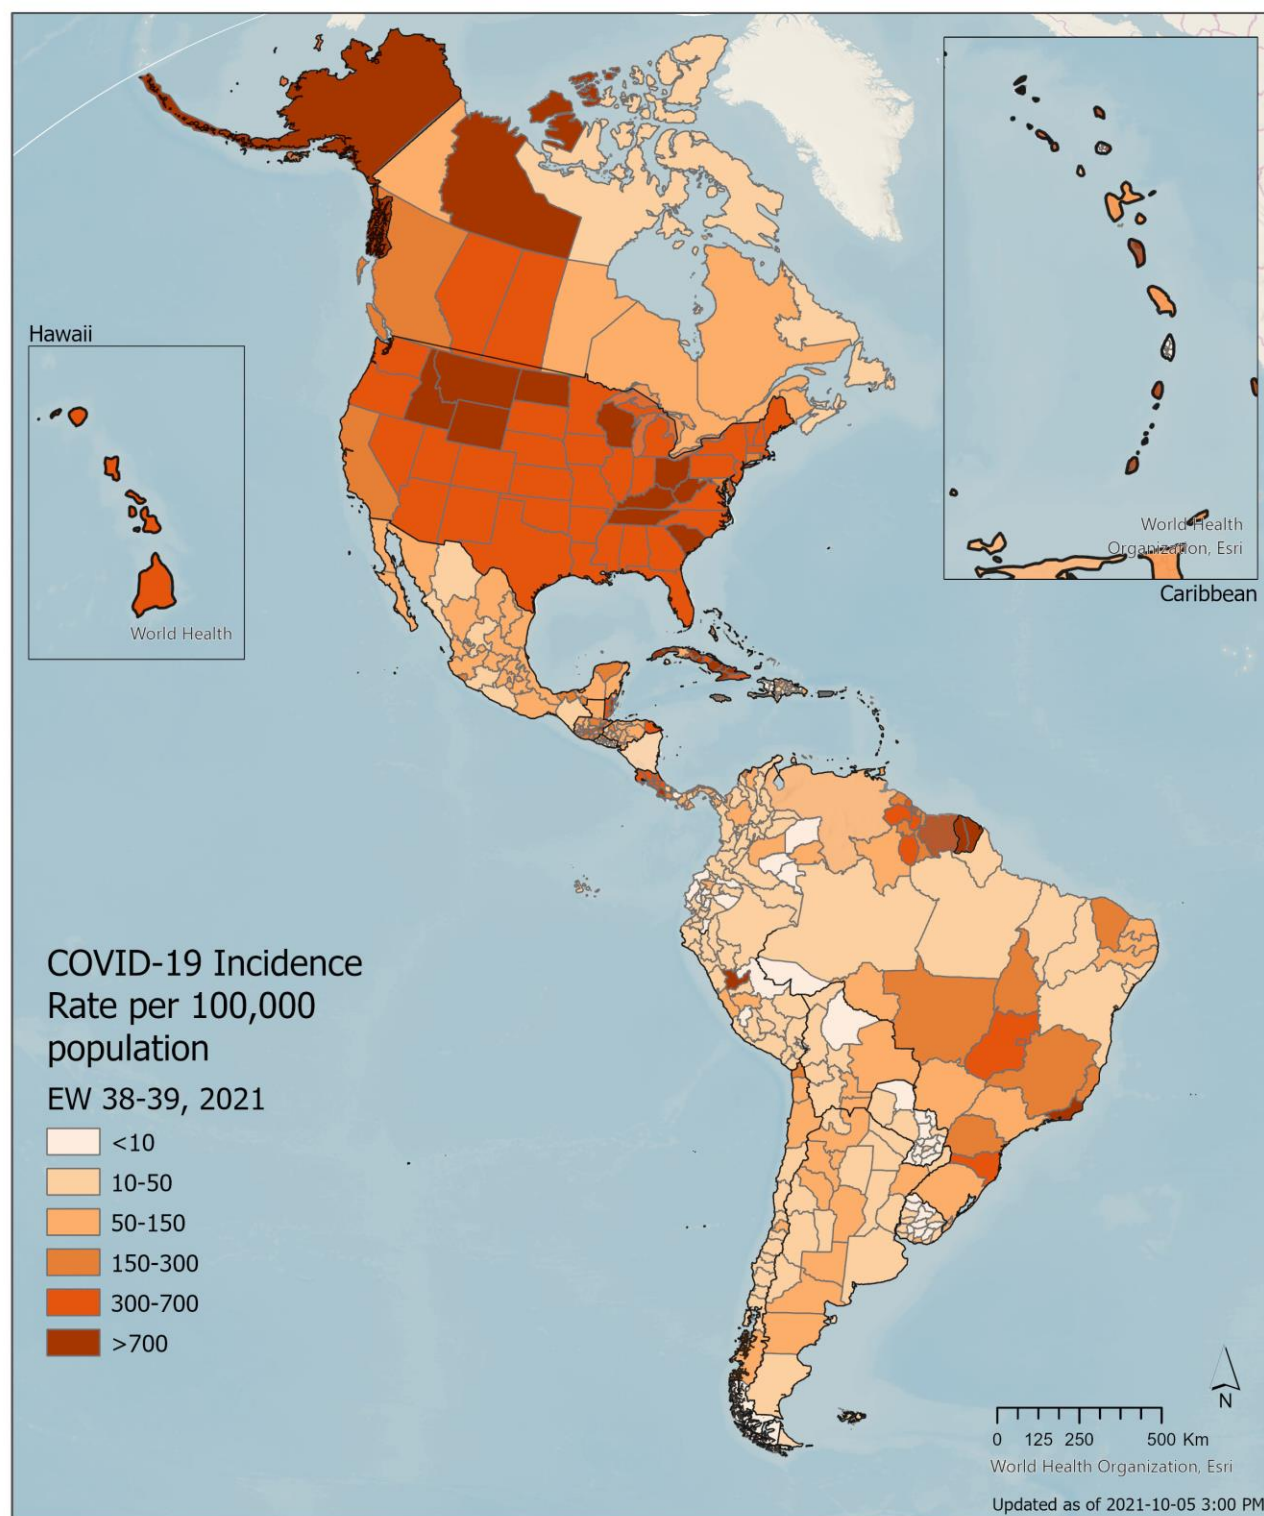 Hawaii
World Health
World Health
Organization, Esri
Caribbean
COVID-19 Incidence
Rate per 100,000
population
EW 38-39, 2021
<10
10-50
50-150
150-300
300-700
>700
N
0 125 250 500 Km
World Health Organization, Esri
Updated as of 2021-10-05 3:00 PM